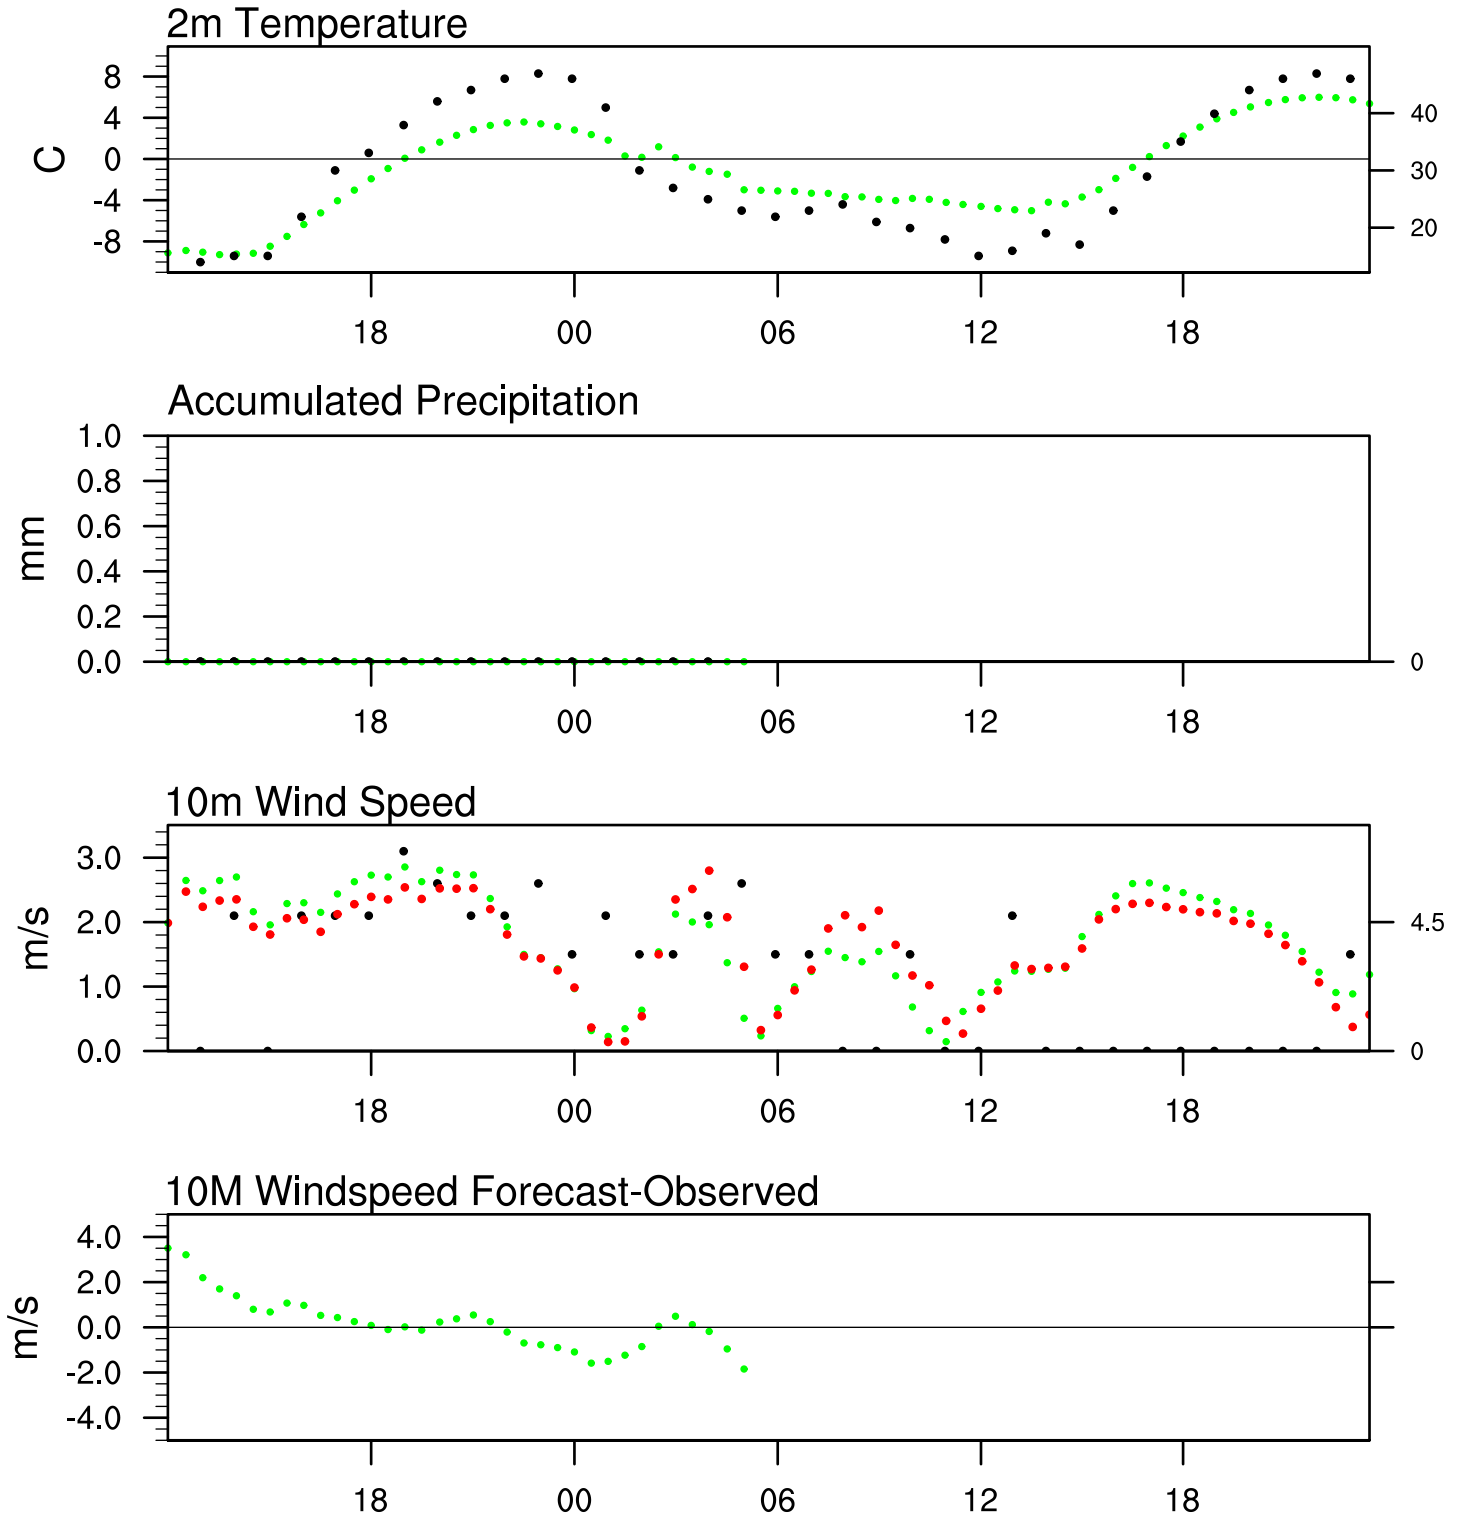 2m Temperature
8
4
0
-4
-8
C
40
30
20
18 00 06 12 18
Accumulated Precipitation
1.0
0.8
0.6
0.4
0.2
0.0
mm
0
18 00 06 12 18
10m Wind Speed
3.0
2.0
1.0
0.0
m/s
4.5
0
18 00 06 12 18
10M Windspeed Forecast-Observed
4.0
2.0
0.0
-2.0
-4.0
m/s
18 00 06 12 18